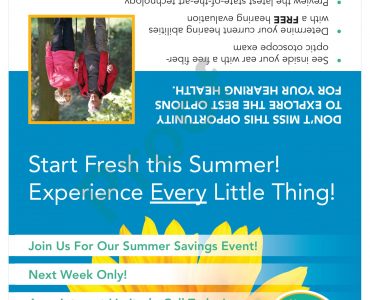 DON'T MISS THIS OPPORTUNITY
TO EXPLORE THE BEST OPTIONS
FOR YOUR HEARING HEALTH.
• See inside your ear with a free fiber-
optic otoscope exam
• Determine your current hearing abilities
with a FREE hearing evaluation
• Preview the latest state-of-the-art technology
Start Fresh this Summer!
Experience Every Little Thing!
Join Us For Our Summer Savings Event!
Next Week Only!